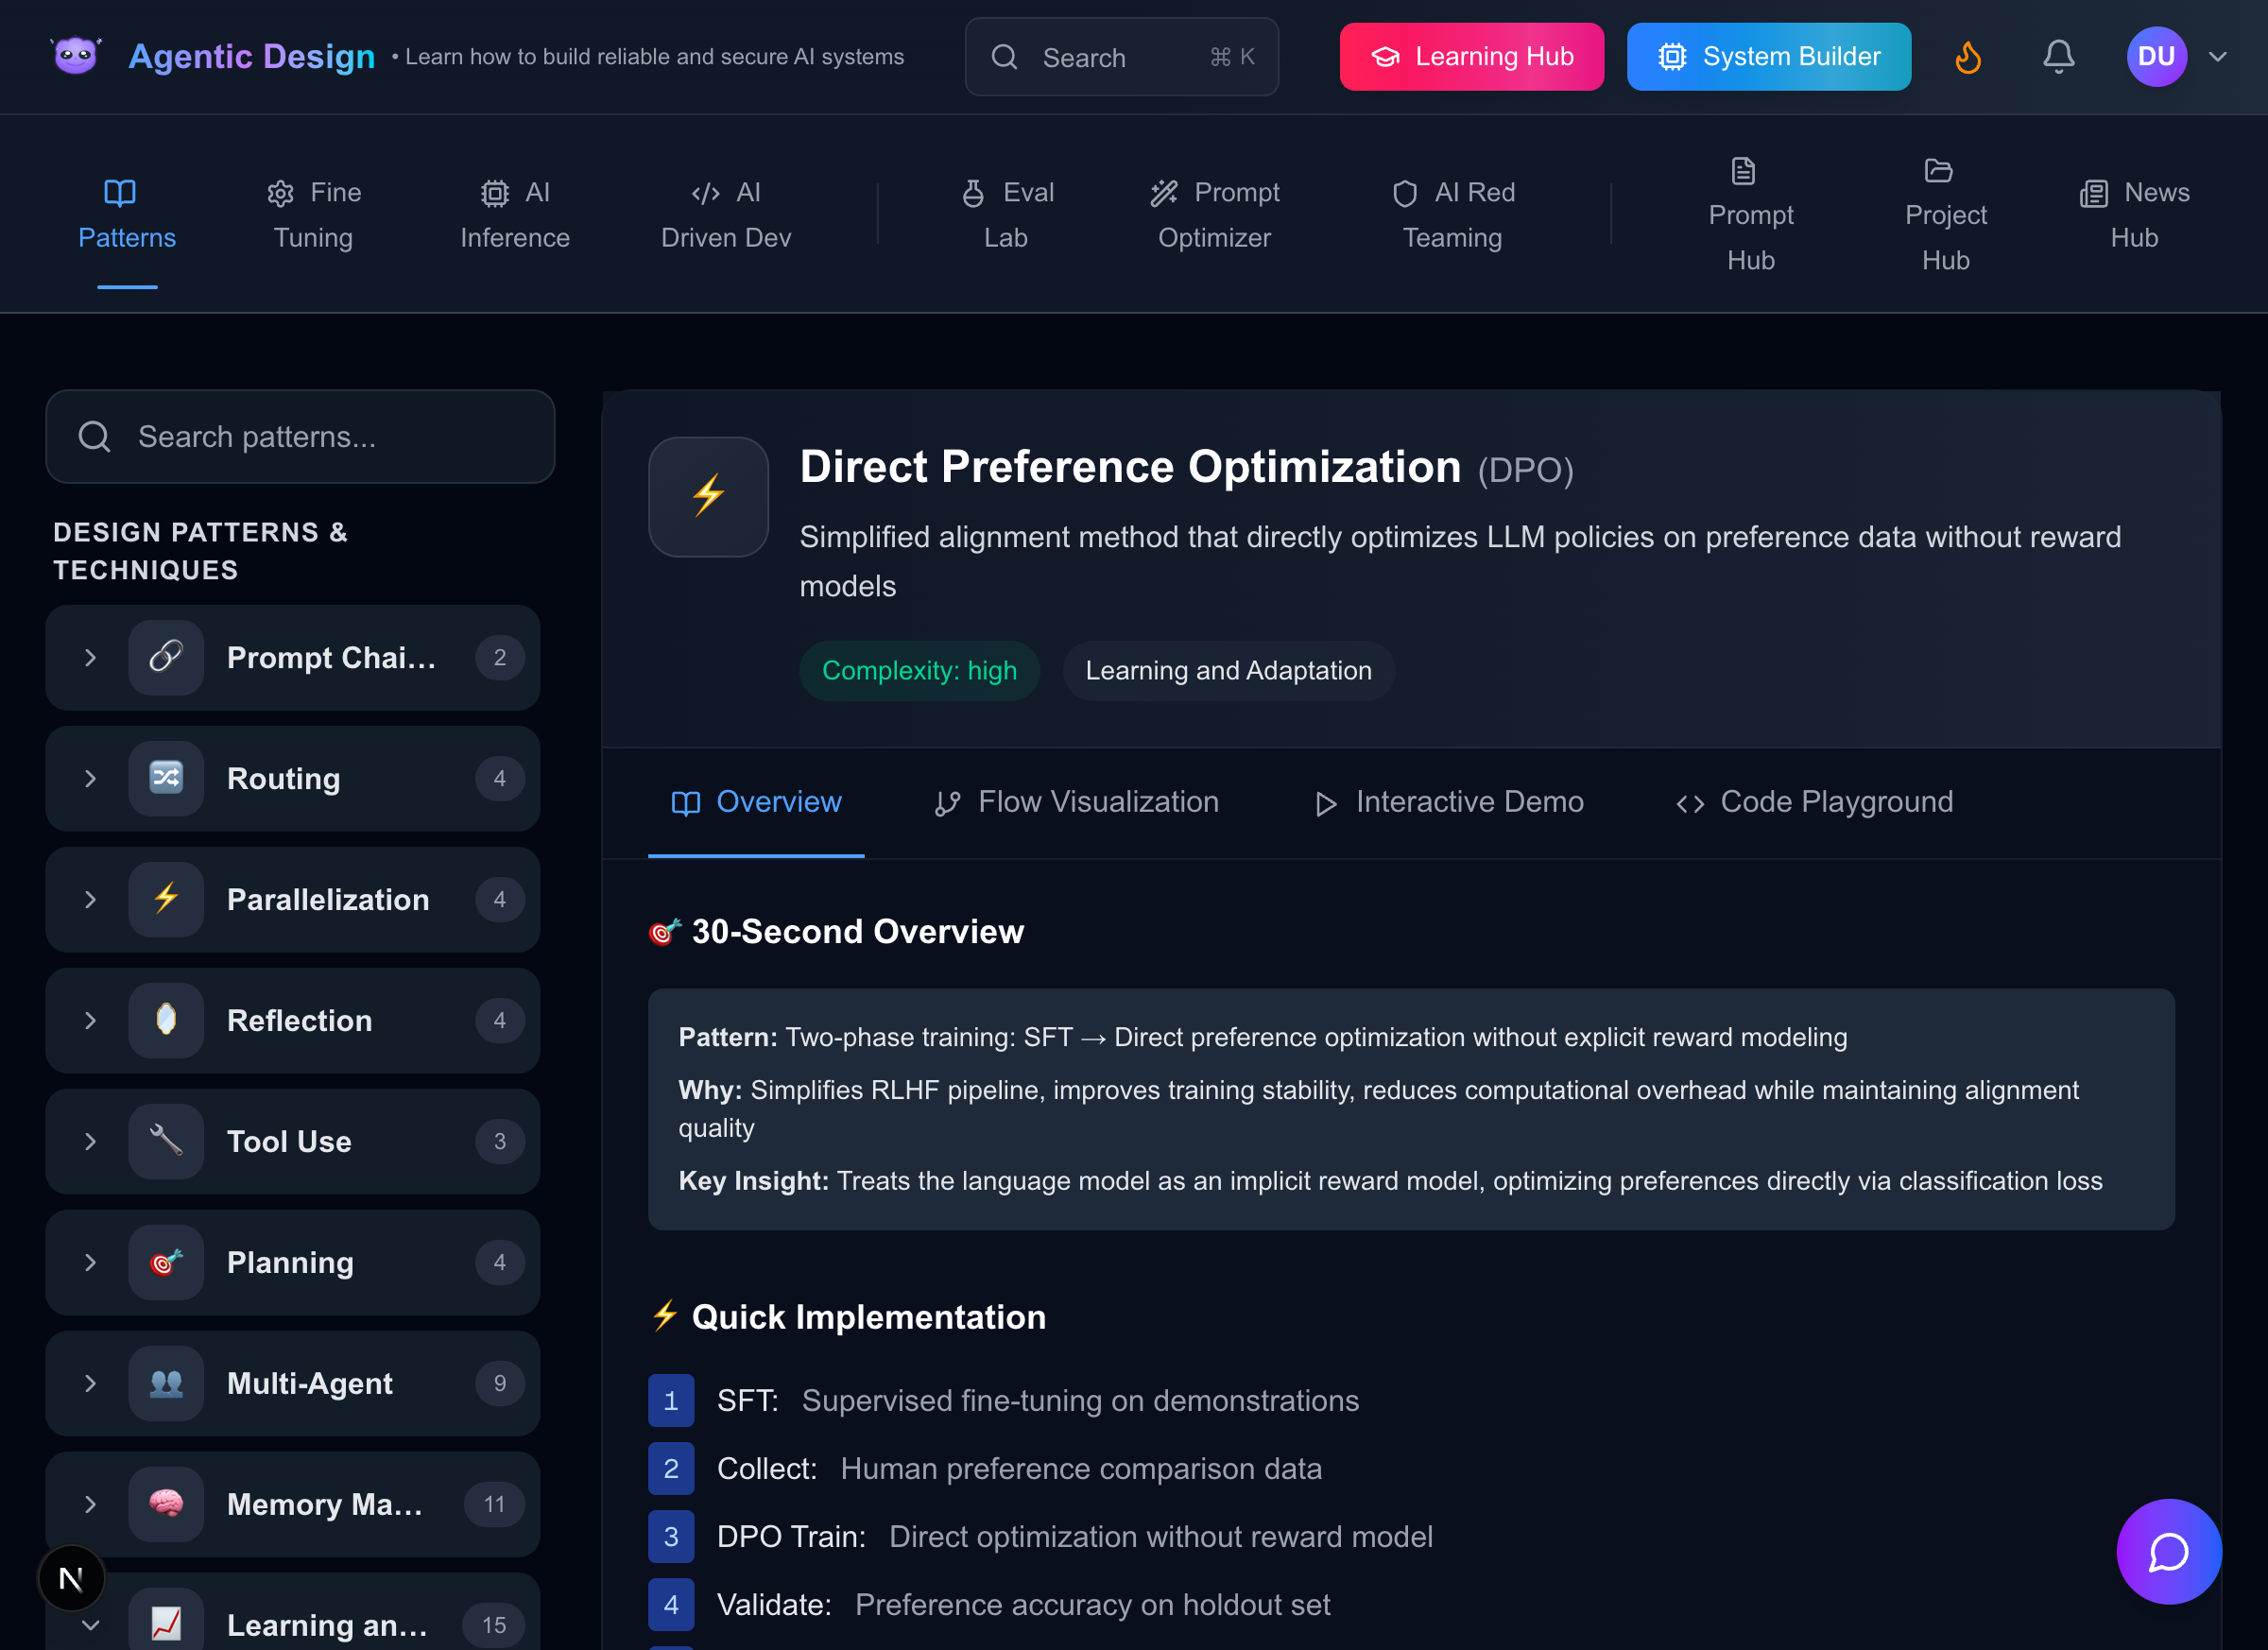 Agentic Design • Learn how to build reliable and secure AI systems
Search ⌘ K
Learning Hub
System Builder
DU
Patterns
Fine
Tuning
AI
Inference
AI
Driven Dev
Eval
Lab
Prompt
Optimizer
AI Red
Teaming
Prompt
Hub
Project
Hub
News
Hub
Search patterns...
DESIGN PATTERNS &
TECHNIQUES
Prompt Chai... 2
Routing 4
Parallelization 4
Reflection 4
Tool Use 3
Planning 4
Multi-Agent 9
Memory Ma... 11
N
Learning an... 15
Direct Preference Optimization (DPO)
Simplified alignment method that directly optimizes LLM policies on preference data without reward
models
Complexity: high
Learning and Adaptation
Overview
Flow Visualization
Interactive Demo
Code Playground
30-Second Overview
Pattern: Two-phase training: SFT → Direct preference optimization without explicit reward modeling
Why: Simplifies RLHF pipeline, improves training stability, reduces computational overhead while maintaining alignment
quality
Key Insight: Treats the language model as an implicit reward model, optimizing preferences directly via classification loss
Quick Implementation
1 SFT: Supervised fine-tuning on demonstrations
2 Collect: Human preference comparison data
3 DPO Train: Direct optimization without reward model
4 Validate: Preference accuracy on holdout set